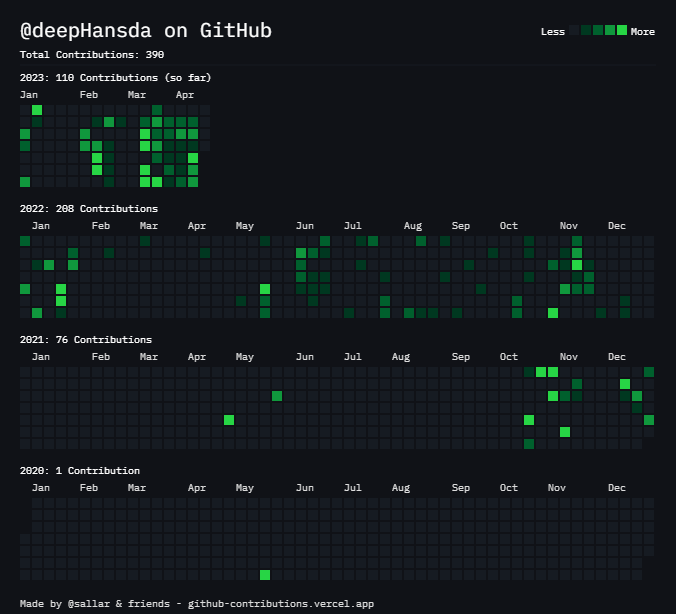 @deepHansda on GitHub
Less More
Total Contributions: 390
2023: 110 Contributions (so far)
Jan Feb Mar Apr
2022: 208 Contributions
Jan Feb Mar Apr May Jun Jul Aug Sep Oct Nov Dec
2021: 76 Contributions
Jan Feb Mar Apr May Jun Jul Aug Sep Oct Nov Dec
2020: 1 Contribution
Jan Feb Mar Apr May Jun Jul Aug Sep Oct Nov Dec
Made by @sallar & friends - github-contributions.vercel.app